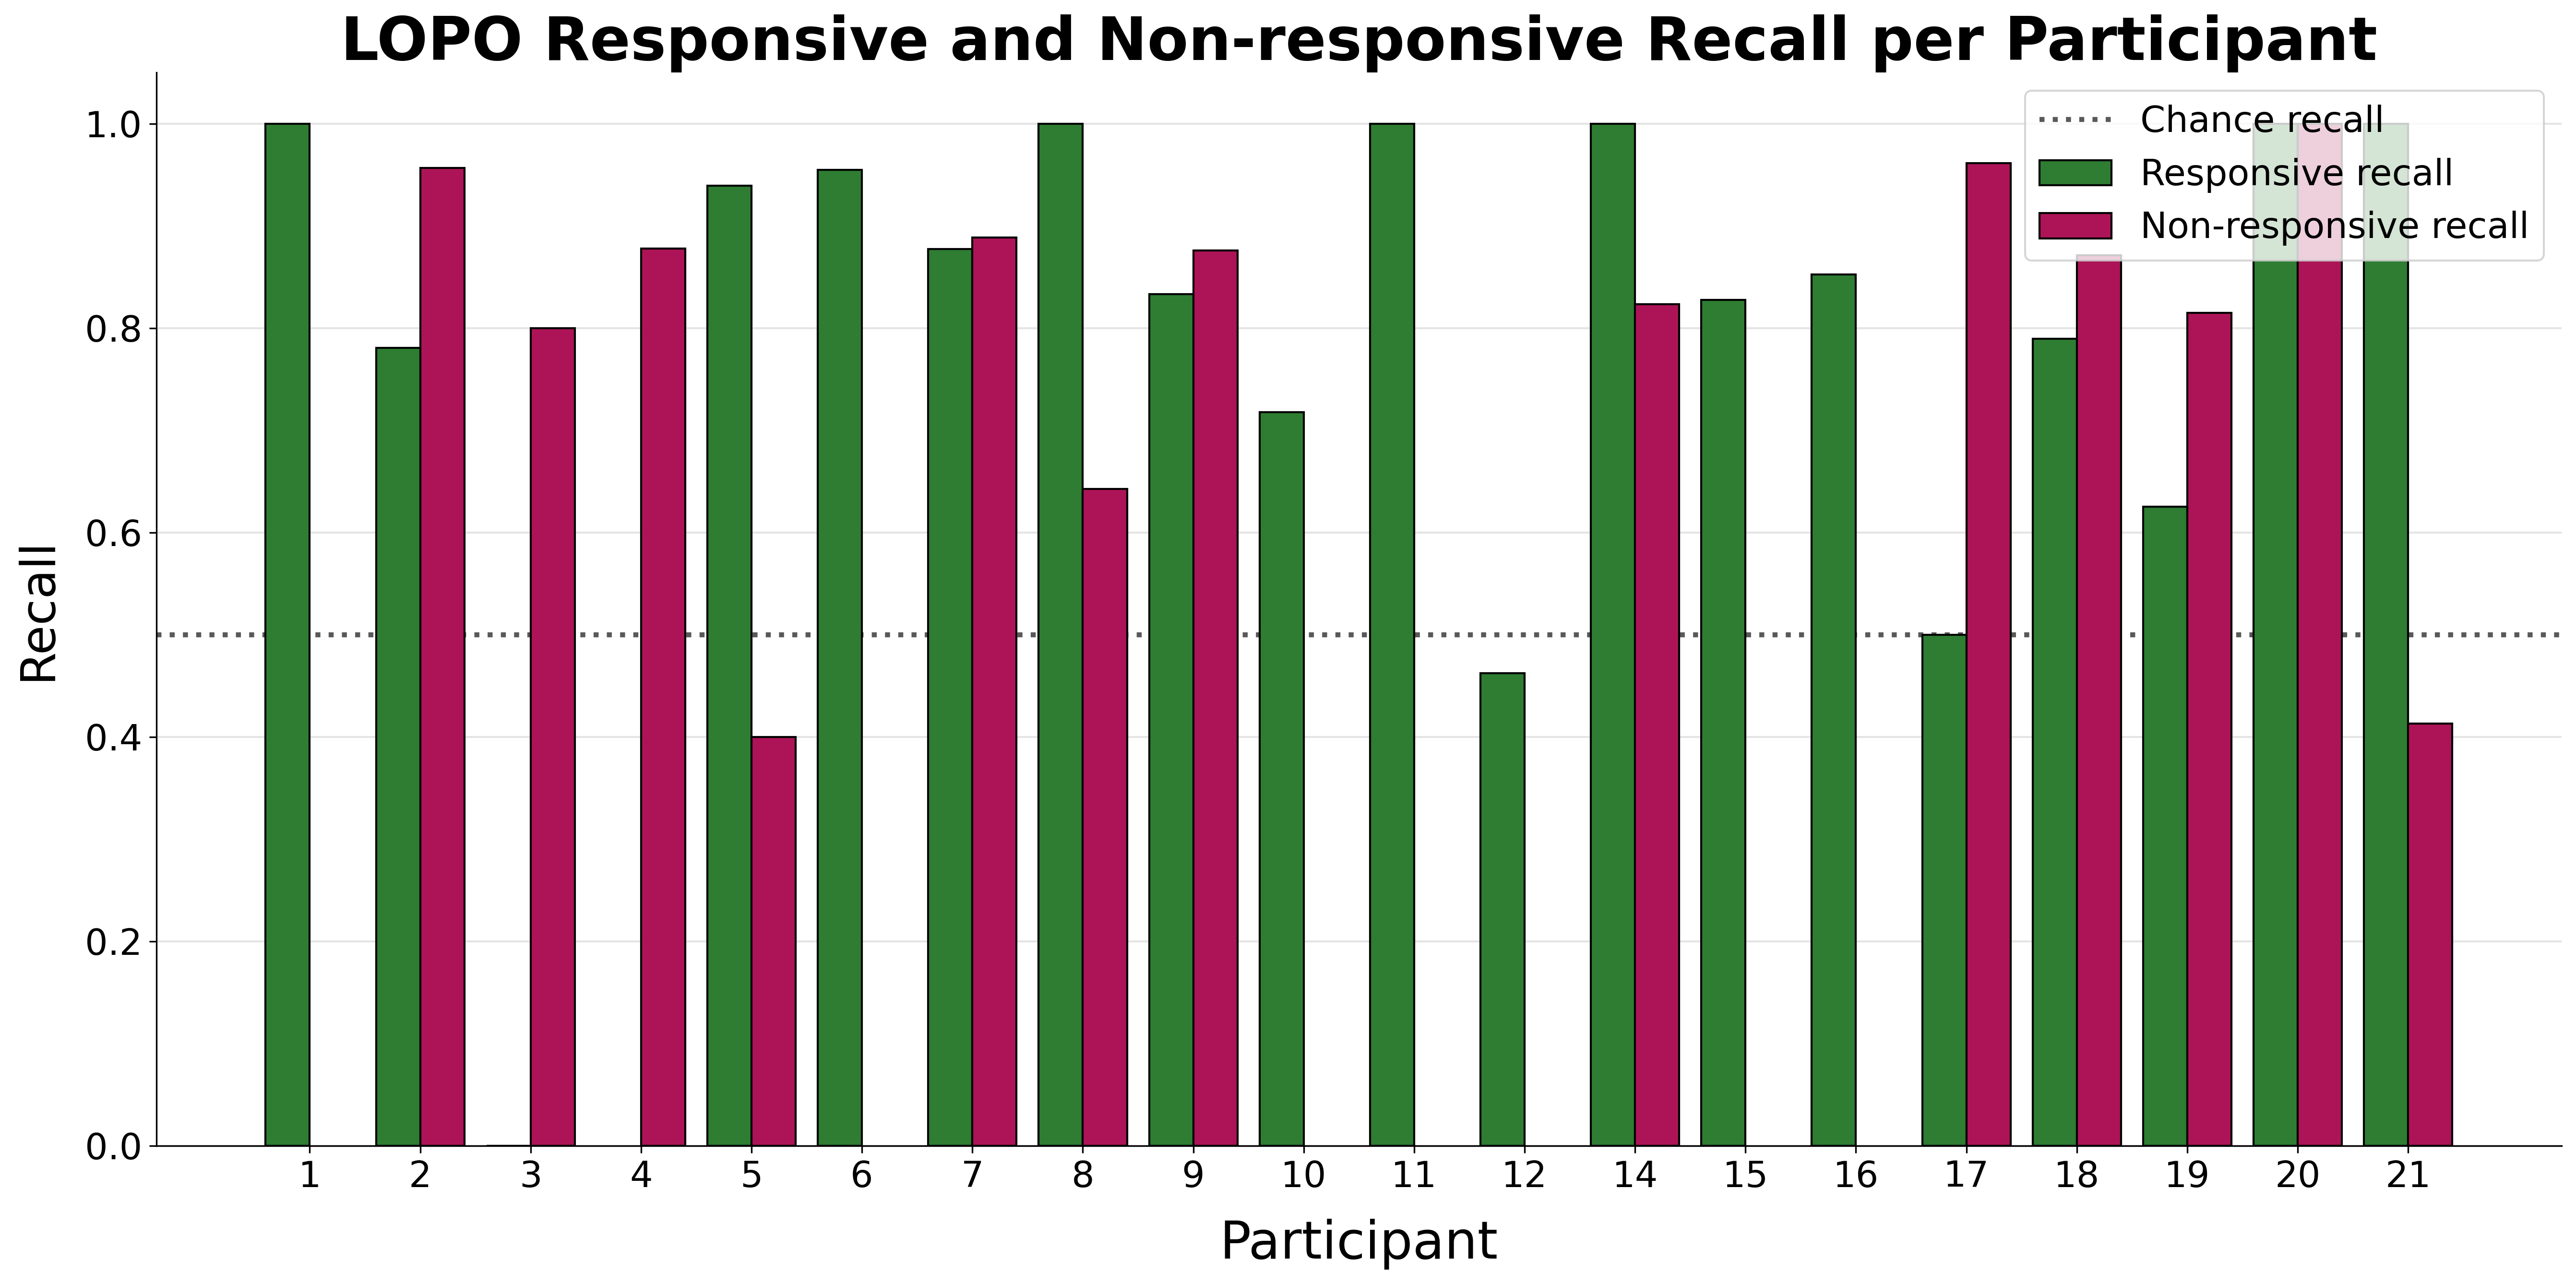 LOPO Responsive and Non-responsive Recall per Participant
Chance recall
Responsive recall
Non-responsive recall
1.0
0.8
0.6
0.4
0.2
0.0
Recall
1 2 3 4 5 6 7 8 9 10 11 12 14 15 16 17 18 19 20 21
Participant